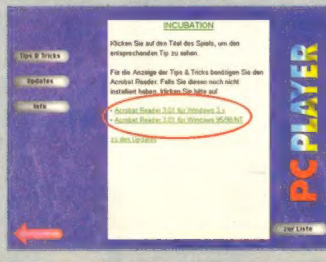 INCUBATION
Klicken Sie auf den Titel des Spiels, um den
entsprechenden Tip zu sehen.
Tips & Tricks
Für die Anzeige der Tips & Tricks benötigen Sie den
Acrobat Reader. Falls Sie diesen noch nicht
installiert haben, klicken Sie bitte auf
Updates
Info
- Acrobat Reader 3.01 für Windows 3.x
- Acrobat Reader 3.01 für Windows 95/98/NT
zu den Updates
PC PLAYER
zur Liste